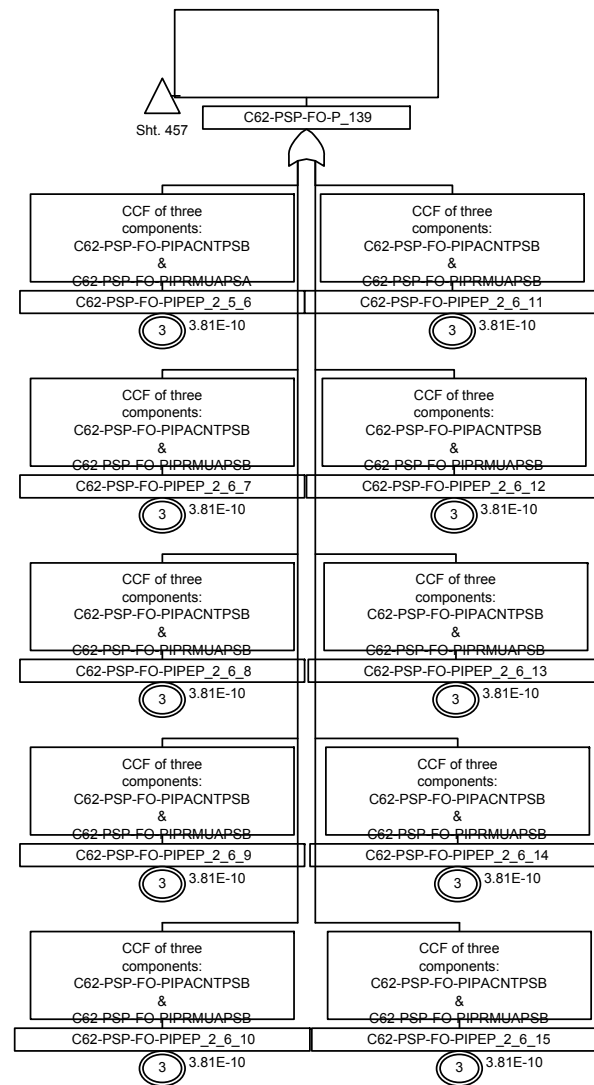 C62-PSP-FO-P_139
Sht. 457
CCF of three
components:
C62-PSP-FO-PIPACNTPSB
&
C62-PSP-FO-PIPRMUAPSA
C62-PSP-FO-PIPEP_2_5_6
3
3.81E-10
CCF of three
components:
C62-PSP-FO-PIPACNTPSB
&
C62-PSP-FO-PIPRMUAPSB
C62-PSP-FO-PIPEP_2_6_11
3
3.81E-10
CCF of three
components:
C62-PSP-FO-PIPACNTPSB
&
C62-PSP-FO-PIPRMUAPSB
C62-PSP-FO-PIPEP_2_6_7
3
3.81E-10
CCF of three
components:
C62-PSP-FO-PIPACNTPSB
&
C62-PSP-FO-PIPRMUAPSB
C62-PSP-FO-PIPEP_2_6_12
3
3.81E-10
CCF of three
components:
C62-PSP-FO-PIPACNTPSB
&
C62-PSP-FO-PIPRMUAPSB
C62-PSP-FO-PIPEP_2_6_8
3
3.81E-10
CCF of three
components:
C62-PSP-FO-PIPACNTPSB
&
C62-PSP-FO-PIPRMUAPSB
C62-PSP-FO-PIPEP_2_6_13
3
3.81E-10
CCF of three
components:
C62-PSP-FO-PIPACNTPSB
&
C62-PSP-FO-PIPRMUAPSB
C62-PSP-FO-PIPEP_2_6_9
3
3.81E-10
CCF of three
components:
C62-PSP-FO-PIPACNTPSB
&
C62-PSP-FO-PIPRMUAPSB
C62-PSP-FO-PIPEP_2_6_14
3
3.81E-10
CCF of three
components:
C62-PSP-FO-PIPACNTPSB
&
C62-PSP-FO-PIPRMUAPSB
C62-PSP-FO-PIPEP_2_6_10
3
3.81E-10
CCF of three
components:
C62-PSP-FO-PIPACNTPSB
&
C62-PSP-FO-PIPRMUAPSB
C62-PSP-FO-PIPEP_2_6_15
3
3.81E-10